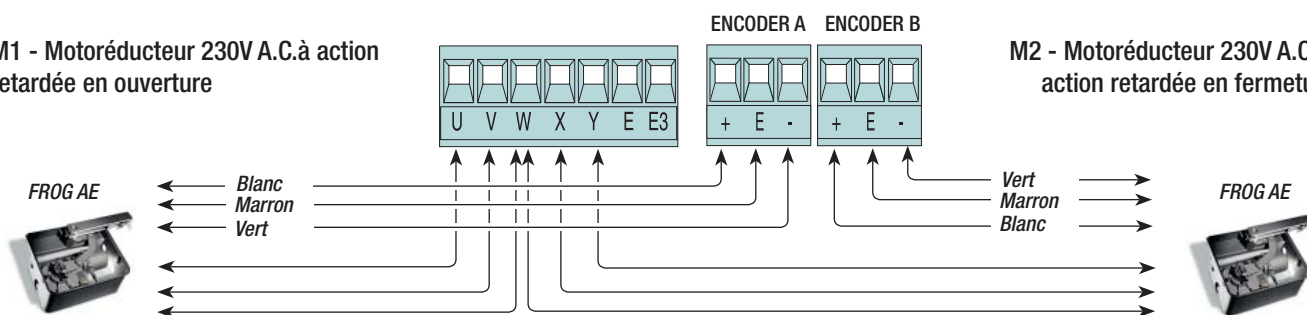 ENCODER A ENCODER B
M1 - Motoréducteur 230V A.C.à action
retardée en ouverture
M2 - Motoréducteur 230V A.C
action retardée en fermetu
U V W X Y E E3
+ E -
+ E -
FROG AE
Blanc
Marron
Vert
Vert
Marron
Blanc
FROG AE